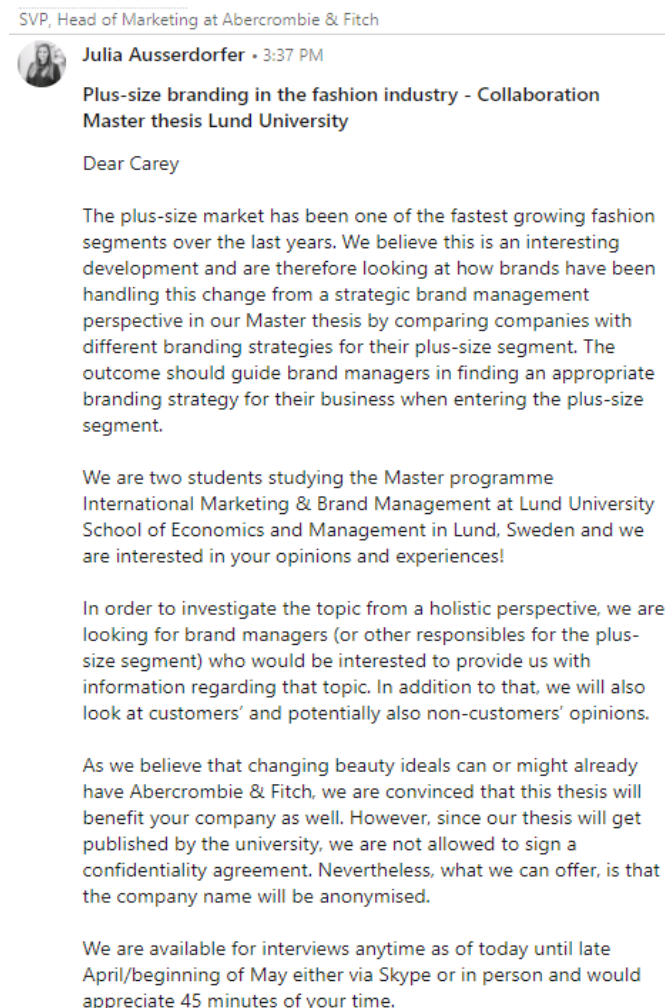 SVP, Head of Marketing at Abercrombie & Fitch
Julia Ausserdorfer • 3:37 PM
Plus-size branding in the fashion industry - Collaboration
Master thesis Lund University
Dear Carey
The plus-size market has been one of the fastest growing fashion
segments over the last years. We believe this is an interesting
development and are therefore looking at how brands have been
handling this change from a strategic brand management
perspective in our Master thesis by comparing companies with
different branding strategies for their plus-size segment. The
outcome should guide brand managers in finding an appropriate
branding strategy for their business when entering the plus-size
segment.
We are two students studying the Master programme
International Marketing & Brand Management at Lund University
School of Economics and Management in Lund, Sweden and we
are interested in your opinions and experiences!
In order to investigate the topic from a holistic perspective, we are
looking for brand managers (or other responsibles for the plus-
size segment) who would be interested to provide us with
information regarding that topic. In addition to that, we will also
look at customers' and potentially also non-customers' opinions.
As we believe that changing beauty ideals can or might already
have Abercrombie & Fitch, we are convinced that this thesis will
benefit your company as well. However, since our thesis will get
published by the university, we are not allowed to sign a
confidentiality agreement. Nevertheless, what we can offer, is that
the company name will be anonymised.
We are available for interviews anytime as of today until late
April/beginning of May either via Skype or in person and would
appreciate 45 minutes of your time.